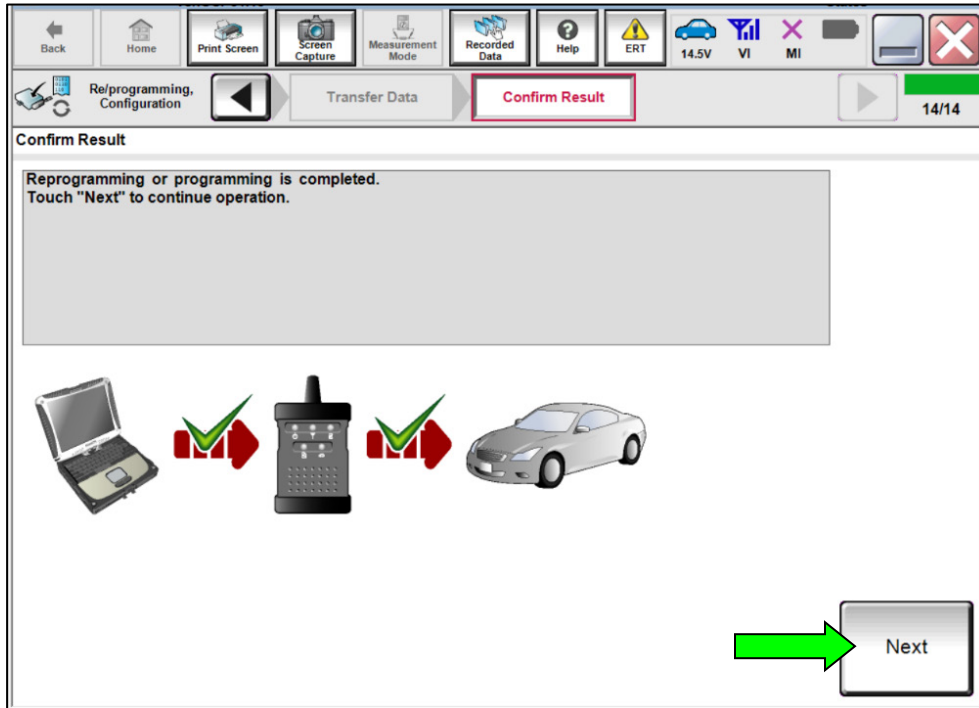 Back
Home
Print Screen
Screen
Capture
Measurement
Mode
Recorded
Data
Help
ERT
14.5V
VI
MI
Re/programming,
Configuration
Transfer Data
Confirm Result
14/14
Confirm Result
Reprogramming or programming is completed.
Touch "Next" to continue operation.
Next